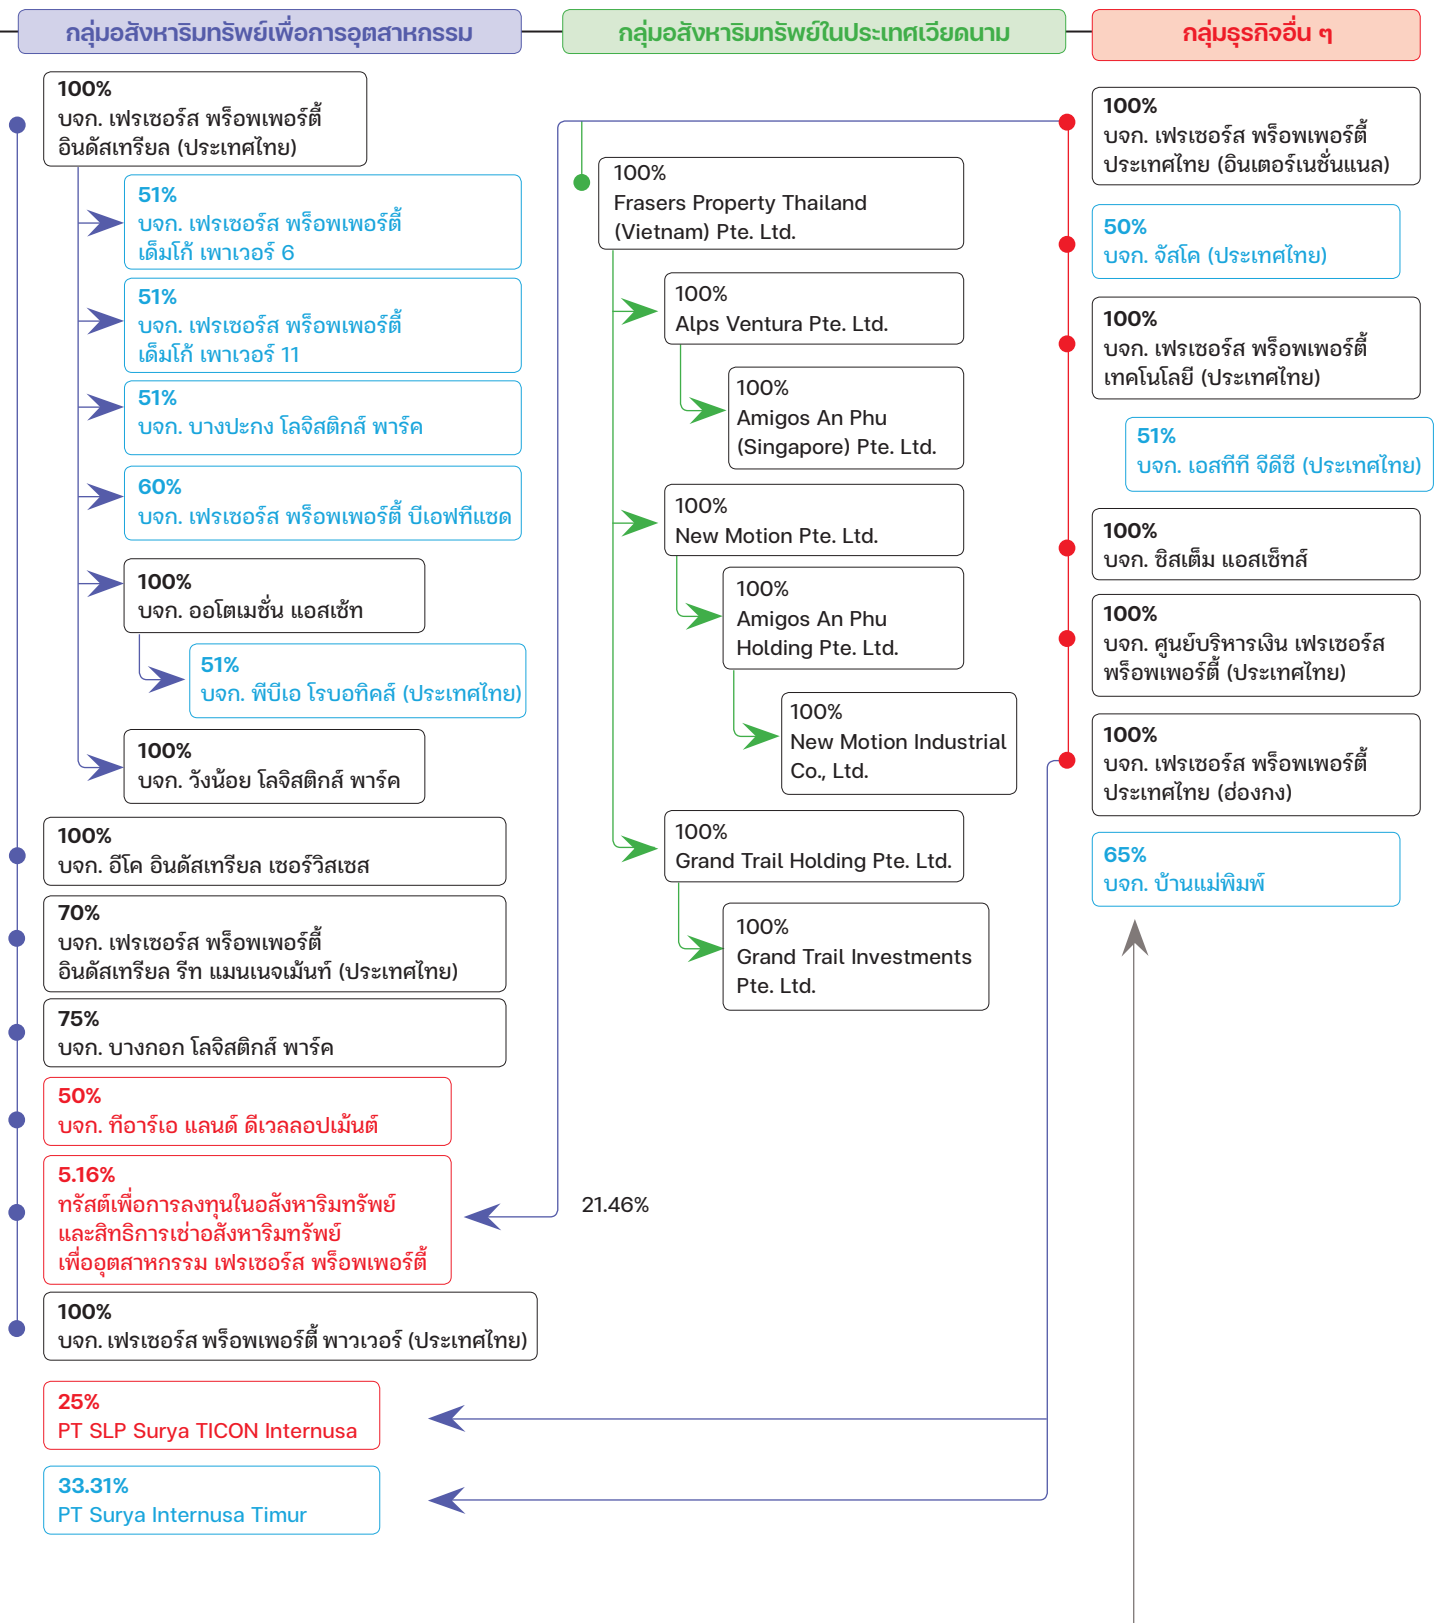 กลุ่มอสังหาริมทรัพย์เพื่อการอุตสาหกรรม
100%
บจก. เฟรเซอร์ส พร็อพเพอร์ตี้
อินดัสเทรียล (ประเทศไทย)
51%
บจก. เฟรเซอร์ส พร็อพเพอร์ตี้
เด็มโก้ เพาเวอร์ 6
51%
บจก. เฟรเซอร์ส พร็อพเพอร์ตี้
เด็มโก้ เพาเวอร์ 11
51%
บจก. บางปะกง โลจิสติกส์ พาร์ค
60%
บจก. เฟรเซอร์ส พร็อพเพอร์ตี้ บีเอฟทีแซด
100%
บจก. ออโตเมชั่น แอสเซ้ท
51%
บจก. พีบีเอ โรบอทิคส์ (ประเทศไทย)
100%
บจก. วังน้อย โลจิสติกส์ พาร์ค
100%
บจก. อีโค อินดัสเทรียล เซอร์วิสเซส
70%
บจก. เฟรเซอร์ส พร็อพเพอร์ตี้
อินดัสเทรียล รีท แมนเนจเม้นท์ (ประเทศไทย)
75%
บจก. บางกอก โลจิสติกส์ พาร์ค
50%
บจก. ทีอาร์เอ แลนด์ ดีเวลลอปเม้นต์
5.16%
ทรัสต์เพื่อการลงทุนในอสังหาริมทรัพย์
และสิทธิการเช่าอสังหาริมทรัพย์
เพื่ออุตสาหกรรม เฟรเซอร์ส พร็อพเพอร์ตี้
100%
บจก. เฟรเซอร์ส พร็อพเพอร์ตี้ พาวเวอร์ (ประเทศไทย)
25%
PT SLP Surya TICON Internusa
33.31%
PT Surya Internusa Timur
กลุ่มอสังหาริมทรัพย์ในประเทศเวียดนาม
100%
Frasers Property Thailand
(Vietnam) Pte. Ltd.
100%
Alps Ventura Pte. Ltd.
100%
Amigos An Phu
(Singapore) Pte. Ltd.
100%
New Motion Pte. Ltd.
100%
Amigos An Phu
Holding Pte. Ltd.
100%
New Motion Industrial
Co., Ltd.
100%
Grand Trail Holding Pte. Ltd.
100%
Grand Trail Investments
Pte. Ltd.
21.46%
กลุ่มธุรกิจอื่น ๆ
100%
บจก. เฟรเซอร์ส พร็อพเพอร์ตี้
ประเทศไทย (อินเตอร์เนชั่นแนล)
50%
บจก. จัสโค (ประเทศไทย)
100%
บจก. เฟรเซอร์ส พร็อพเพอร์ตี้
เทคโนโลยี (ประเทศไทย)
51%
บจก. เอสทีที จีดีซี (ประเทศไทย)
100%
บจก. ซิสเต็ม แอสเซ็ทส์
100%
บจก. ศูนย์บริหารเงิน เฟรเซอร์ส
พร็อพเพอร์ตี้ (ประเทศไทย)
100%
บจก. เฟรเซอร์ส พร็อพเพอร์ตี้
ประเทศไทย (ฮ่องกง)
65%
บจก. บ้านแม่พิมพ์